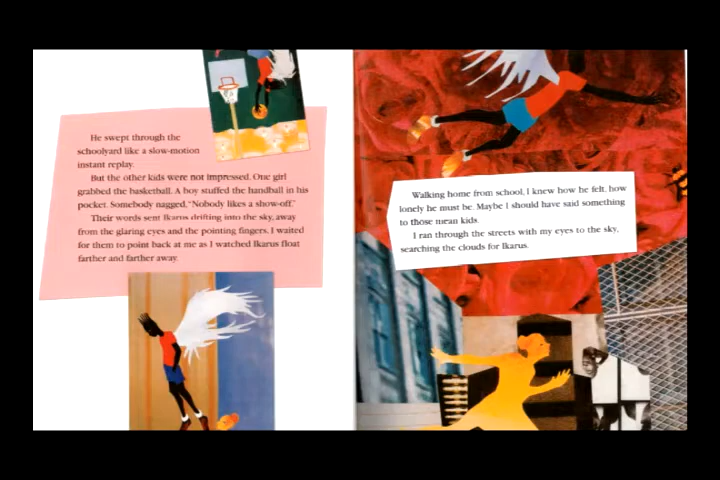 He swept through the
schoolyard like a slow-motion
instant replay.
But the other kids were not impressed. One girl
grabbed the basketball. A boy stuffed the handball in his
pocket. Somebody nagged, "Nobody likes a show-off."
Their words sent Ikarus drifting into the sky, away
from the glaring eyes and the pointing fingers. I waited
for them to point back at me as I watched Ikarus float
farther and farther away.
Walking home from school, I knew how he felt, how
lonely he must be. Maybe I should have said something
to those mean kids.
I ran through the streets with my eyes to the sky,
searching the clouds for Ikarus.